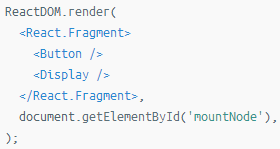 ReactDOM.render(
  <React.Fragment>
    <Button />
    <Display />
  </React.Fragment>,
  document.getElementById('mountNode'),
);